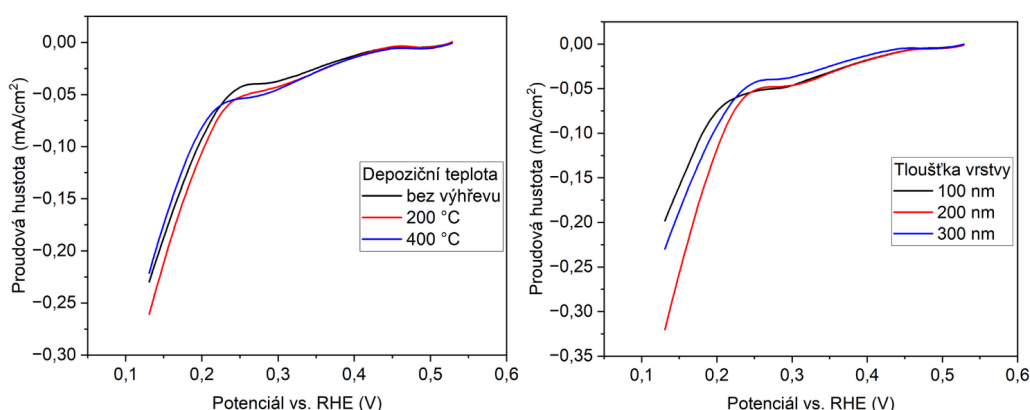 0,00
−0,05
−0,10
−0,15
−0,20
−0,25
−0,30
Proudová hustota (mA/cm²)
Depoziční teplota
bez výhřevu
200 °C
400 °C
0,1 0,2 0,3 0,4 0,5 0,6
Potenciál vs. RHE (V)
0,00
−0,05
−0,10
−0,15
−0,20
−0,25
−0,30
−0,35
Proudová hustota (mA/cm²)
Tloušťka vrstvy
100 nm
200 nm
300 nm
0,1 0,2 0,3 0,4 0,5 0,6
Potenciál vs. RHE (V)